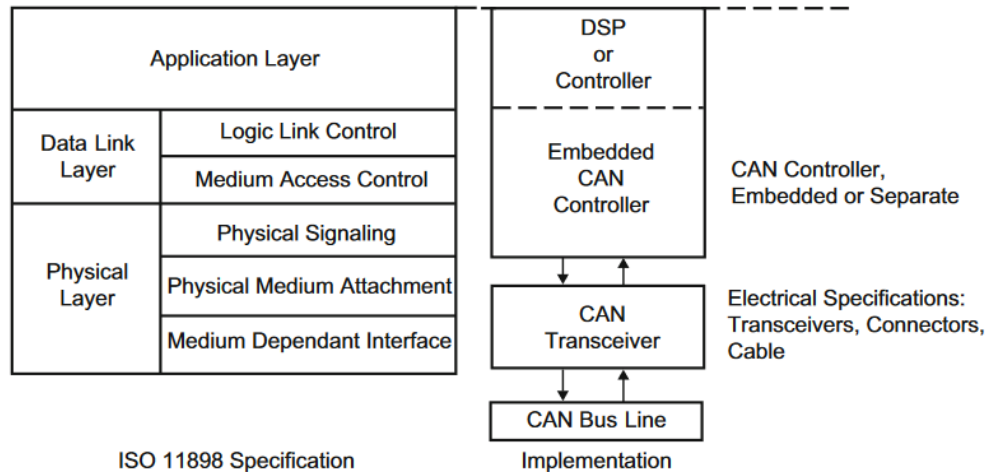 Application Layer
Data Link
Layer
Logic Link Control
Medium Access Control
Physical
Layer
Physical Signaling
Physical Medium Attachment
Medium Dependant Interface
ISO 11898 Specification
DSP
or
Controller
Embedded
CAN
Controller
CAN
Transceiver
CAN Bus Line
Implementation
CAN Controller,
Embedded or Separate
Electrical Specifications:
Transceivers, Connectors,
Cable